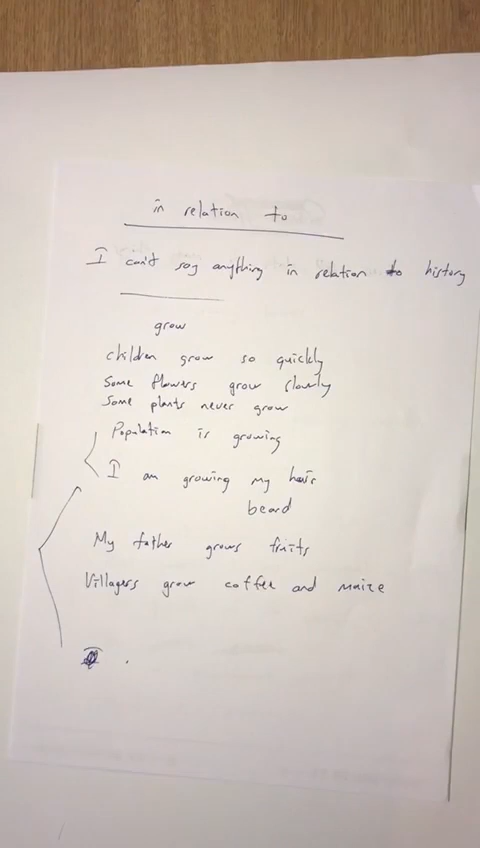 in relation to
I can't say anything in relation to history
grow
children grow so quickly
Some flowers grow slowly
Some plants never grow
Population is growing
I am growing my hair
beard
My father grows fruits
Villagers grow coffee and maize